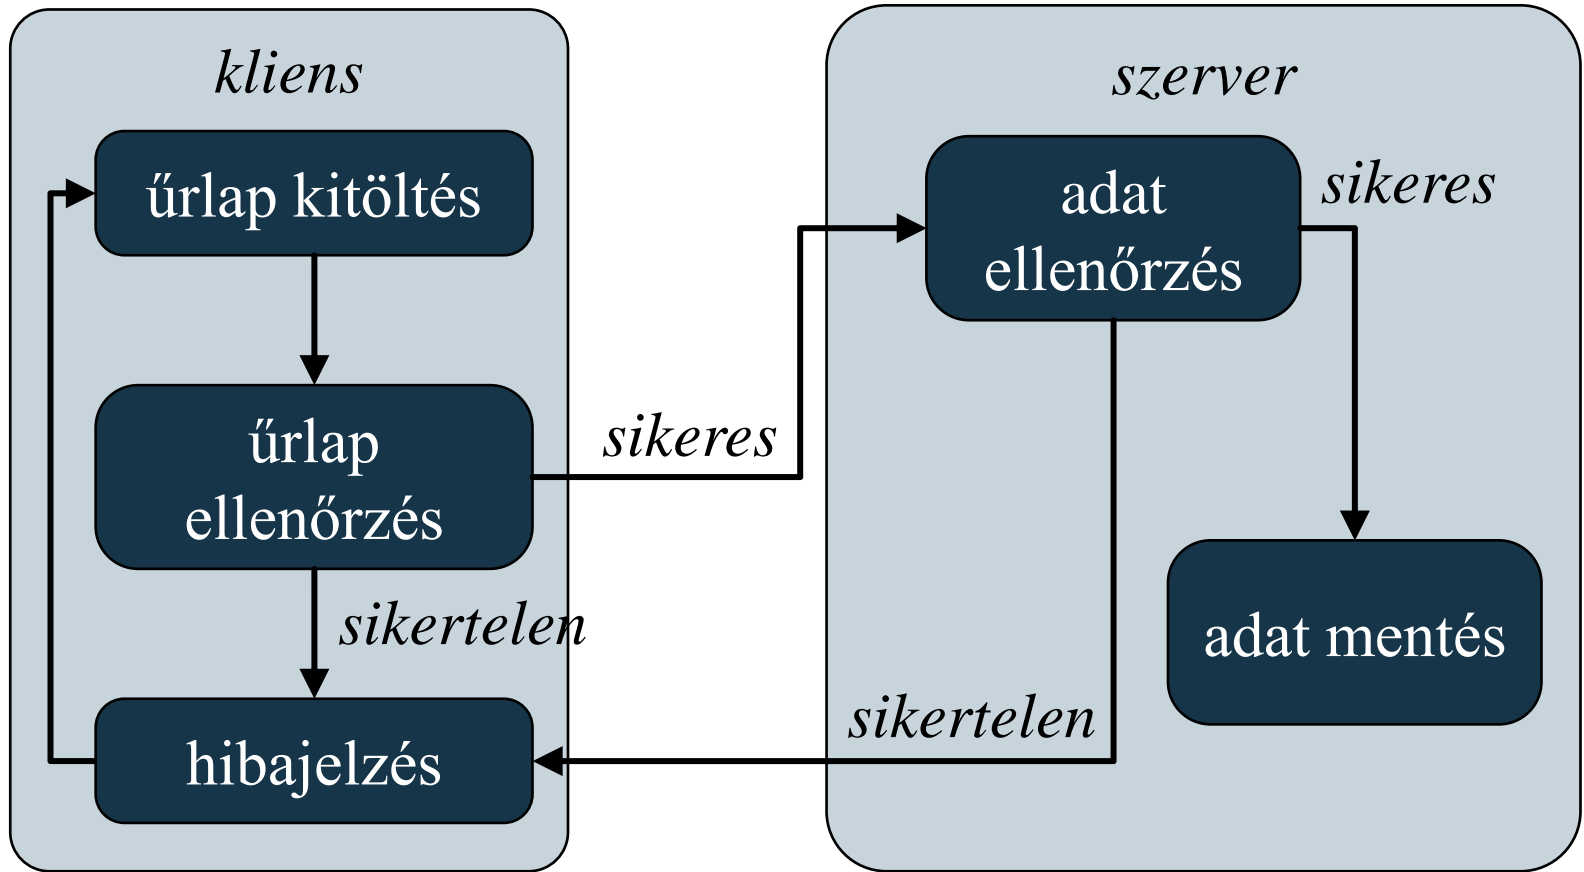 kliens
űrlap kitöltés
űrlap
ellenőrzés
sikertelen
hibajelzés
sikeres
szerver
adat
ellenőrzés
sikeres
adat mentés
sikertelen